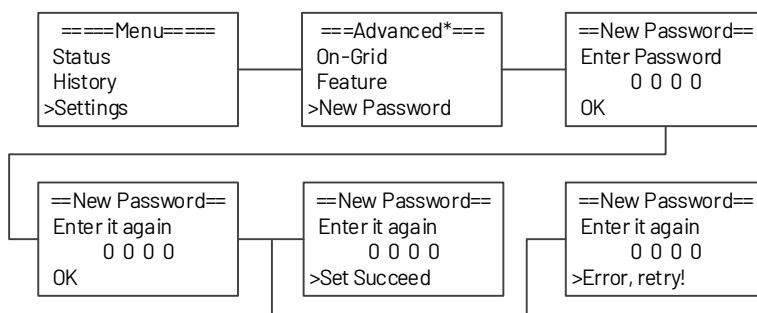 =====Menu=====
Status
History
>Settings
===Advanced*===
On-Grid
Feature
>New Password
==New Password==
Enter Password
0 0 0 0
OK
==New Password==
Enter it again
0 0 0 0
OK
==New Password==
Enter it again
0 0 0 0
>Set Succeed
==New Password==
Enter it again
0 0 0 0
>Error, retry!